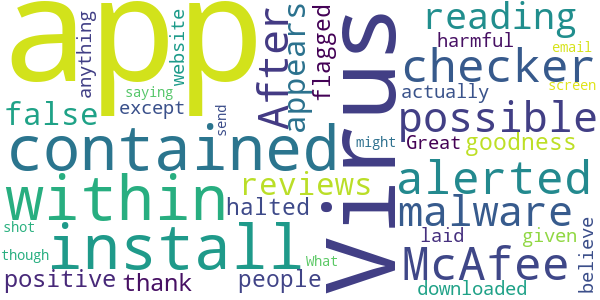 app
anything
website
saying
except
send
false
contained
within
install
reviews
halted
shot
though
positive
thank
people
What
After
appears
flagged
Virus
might
reading
harmful
email
checker
screen
actually
possible
Great
goodness
alerted
malware
laid
given
McAfee
believe
downloaded